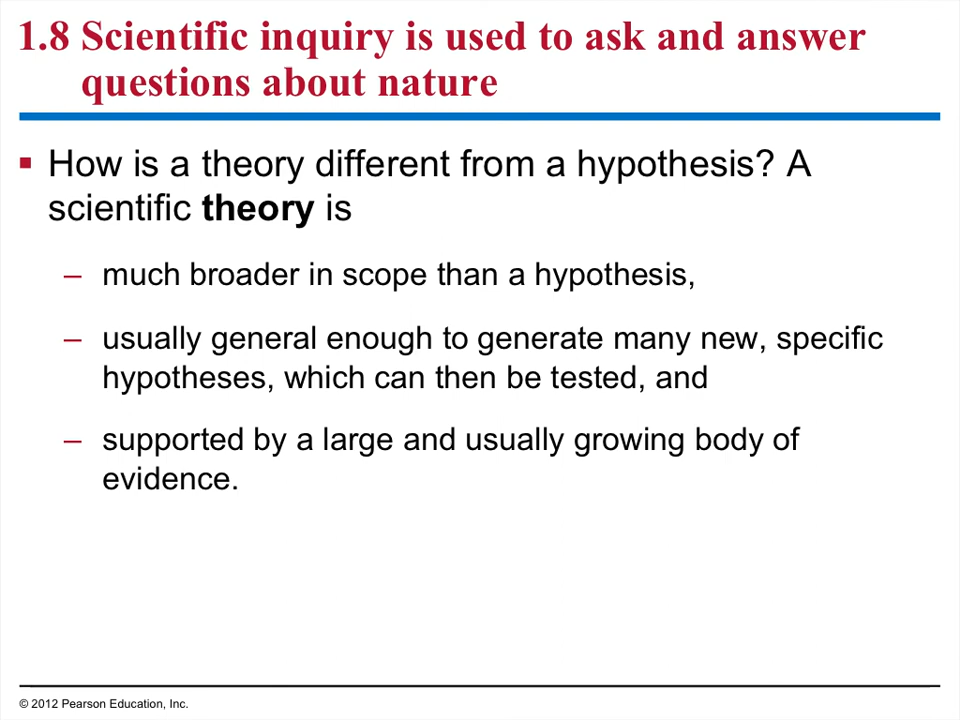 1.8 Scientific inquiry is used to ask and answer
questions about nature
▪ How is a theory different from a hypothesis? A
scientific theory is
– much broader in scope than a hypothesis,
– usually general enough to generate many new, specific
hypotheses, which can then be tested, and
– supported by a large and usually growing body of
evidence.
© 2012 Pearson Education, Inc.